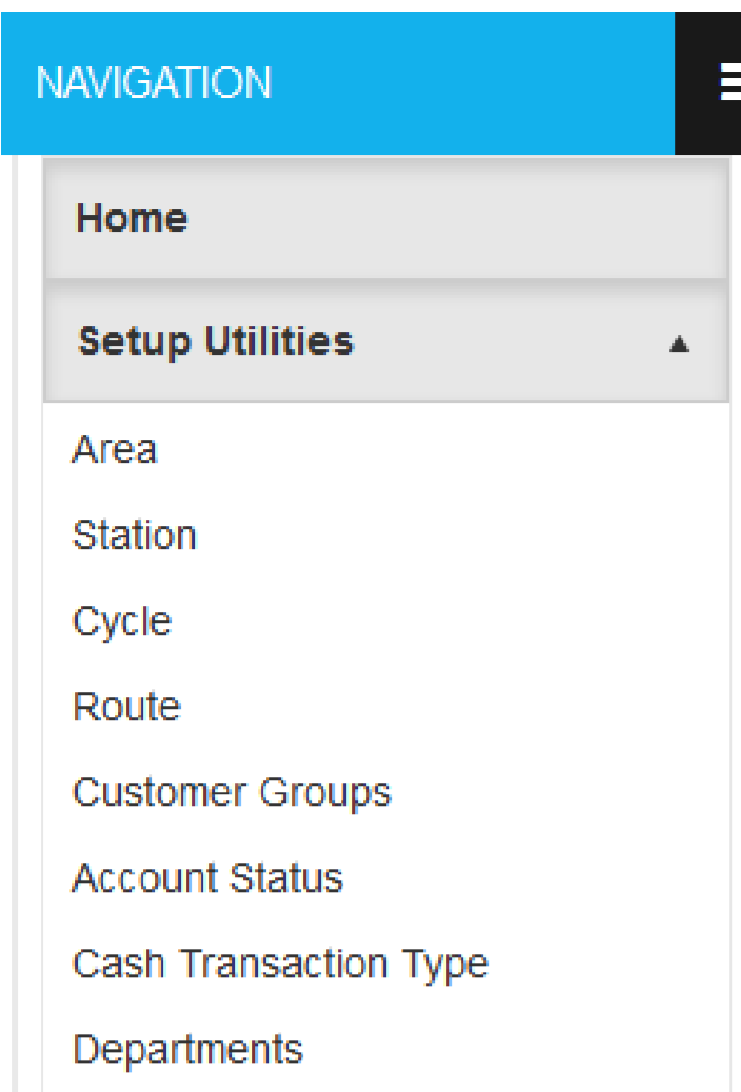 NAVIGATION
Home
Setup Utilities
Area
Station
Cycle
Route
Customer Groups
Account Status
Cash Transaction Type
Departments